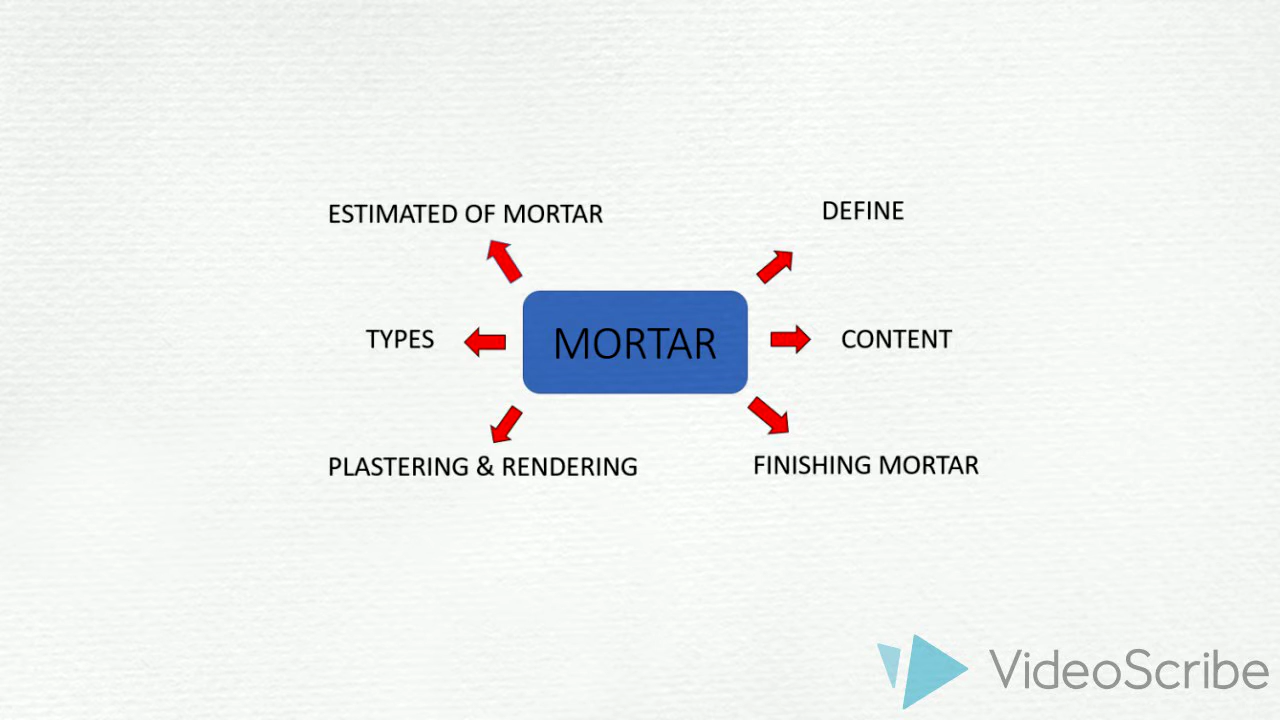 ESTIMATED OF MORTAR
DEFINE
TYPES
MORTAR
CONTENT
PLASTERING & RENDERING
FINISHING MORTAR
VideoScribe